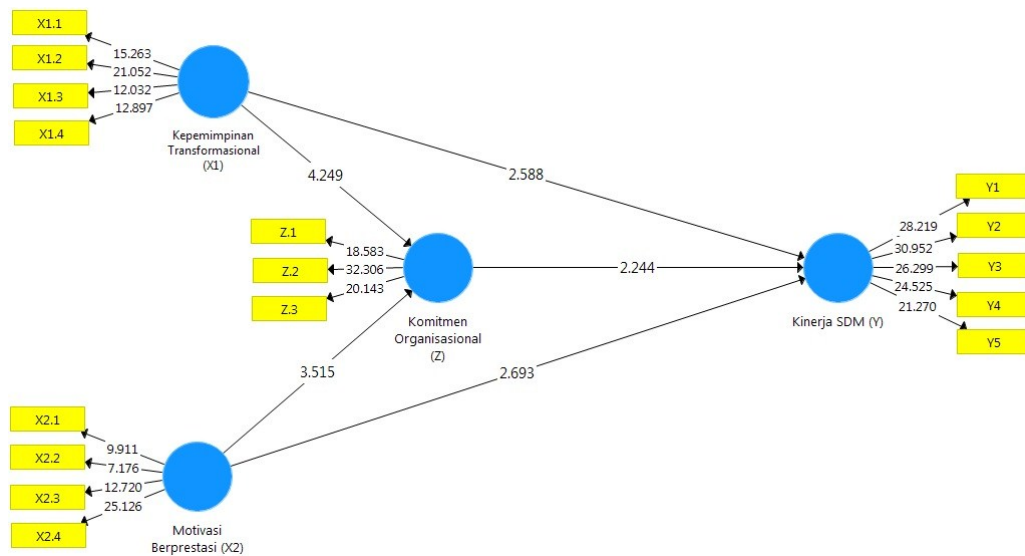 X1.1
X1.2
X1.3
X1.4
15.263
21.052
12.032
12.897
Kepemimpinan
Transformasional
(X1)
4.249
2.588
Z.1
Z.2
Z.3
18.583
32.306
20.143
Komitmen
Organisasional
(Z)
2.244
3.515
2.693
X2.1
X2.2
X2.3
X2.4
9.911
7.176
12.720
25.126
Motivasi
Berprestasi (X2)
Kinerja SDM (Y)
28.219
30.952
26.299
24.525
21.270
Y1
Y2
Y3
Y4
Y5